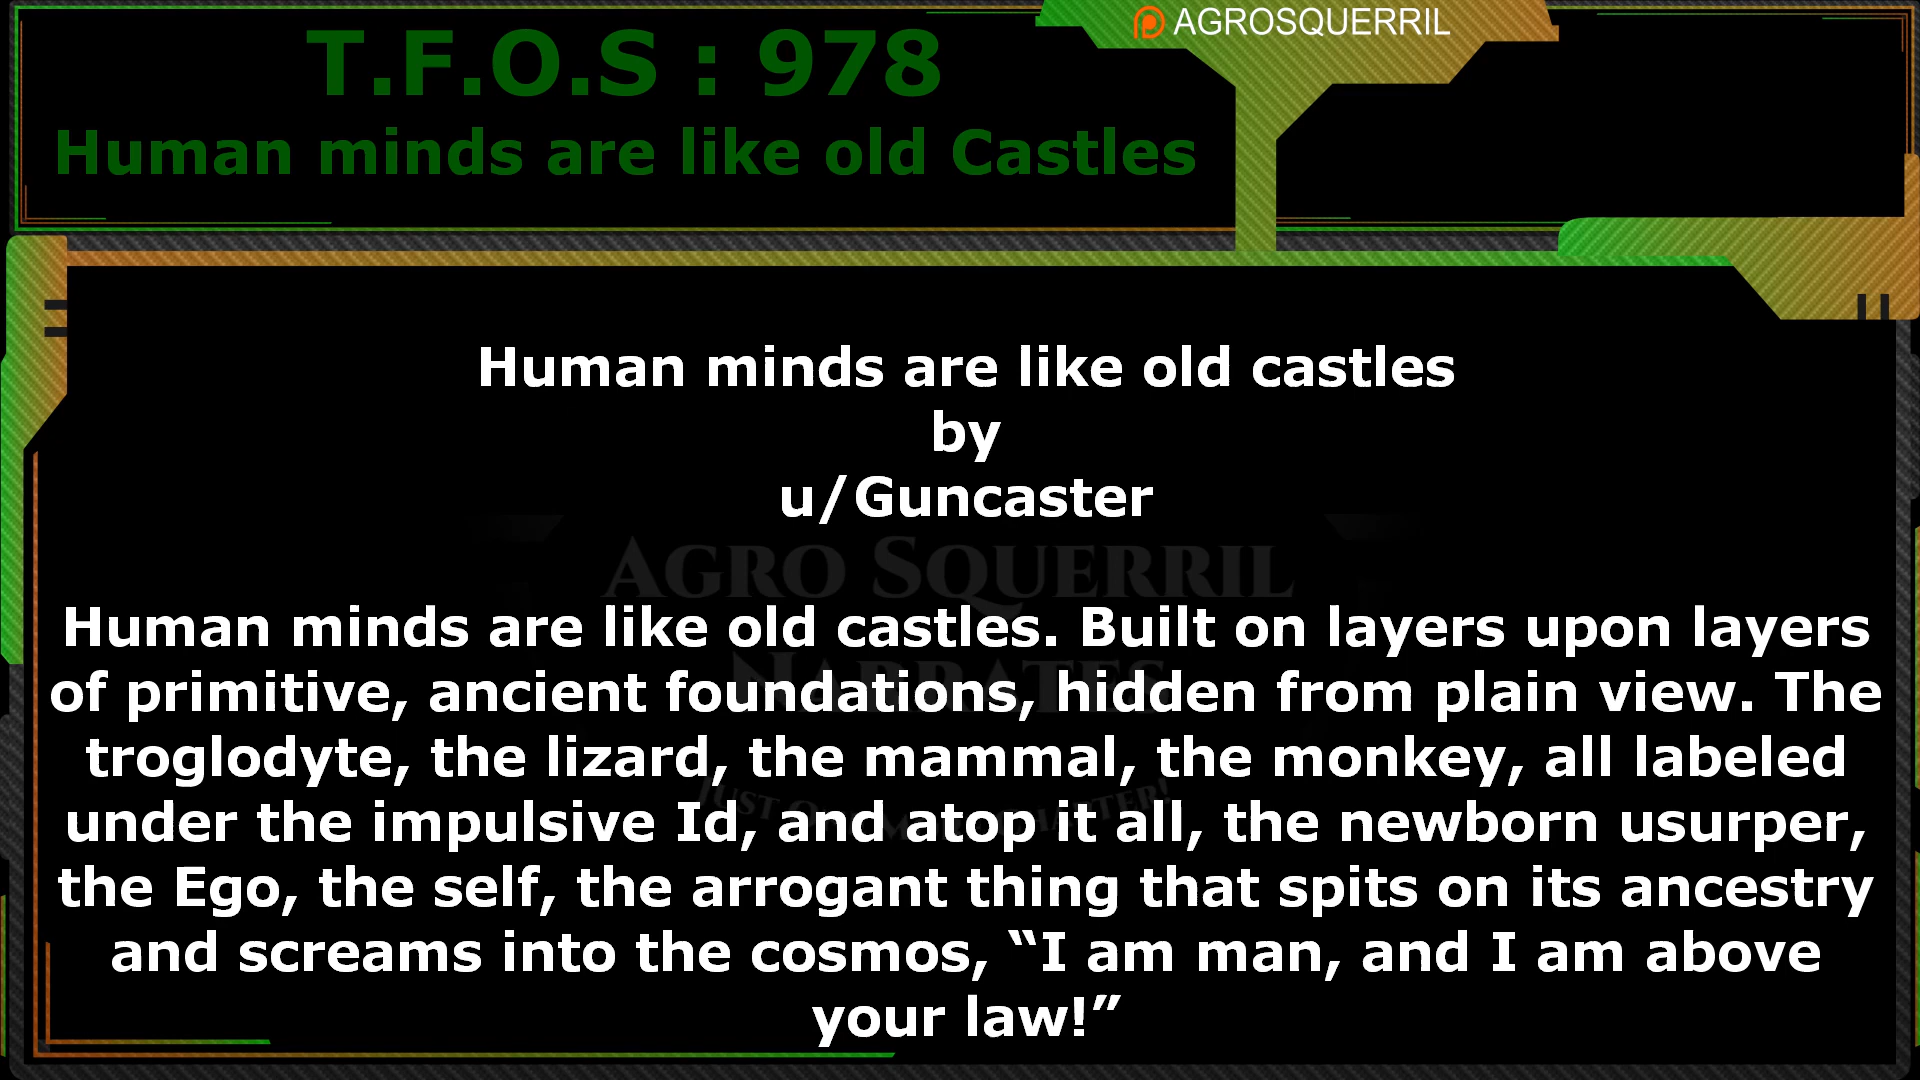 AGROSQUERRIL
T.F.O.S : 978
Human minds are like old Castles
Human minds are like old castles
by
u/Guncaster
AGRO SQUERRIL
NARRATES
Human minds are like old castles. Built on layers upon layers
of primitive, ancient foundations, hidden from plain view. The
troglodyte, the lizard, the mammal, the monkey, all labeled
under the impulsive Id, and atop it all, the newborn usurper,
the Ego, the self, the arrogant thing that spits on its ancestry
and screams into the cosmos, “I am man, and I am above
your law!”